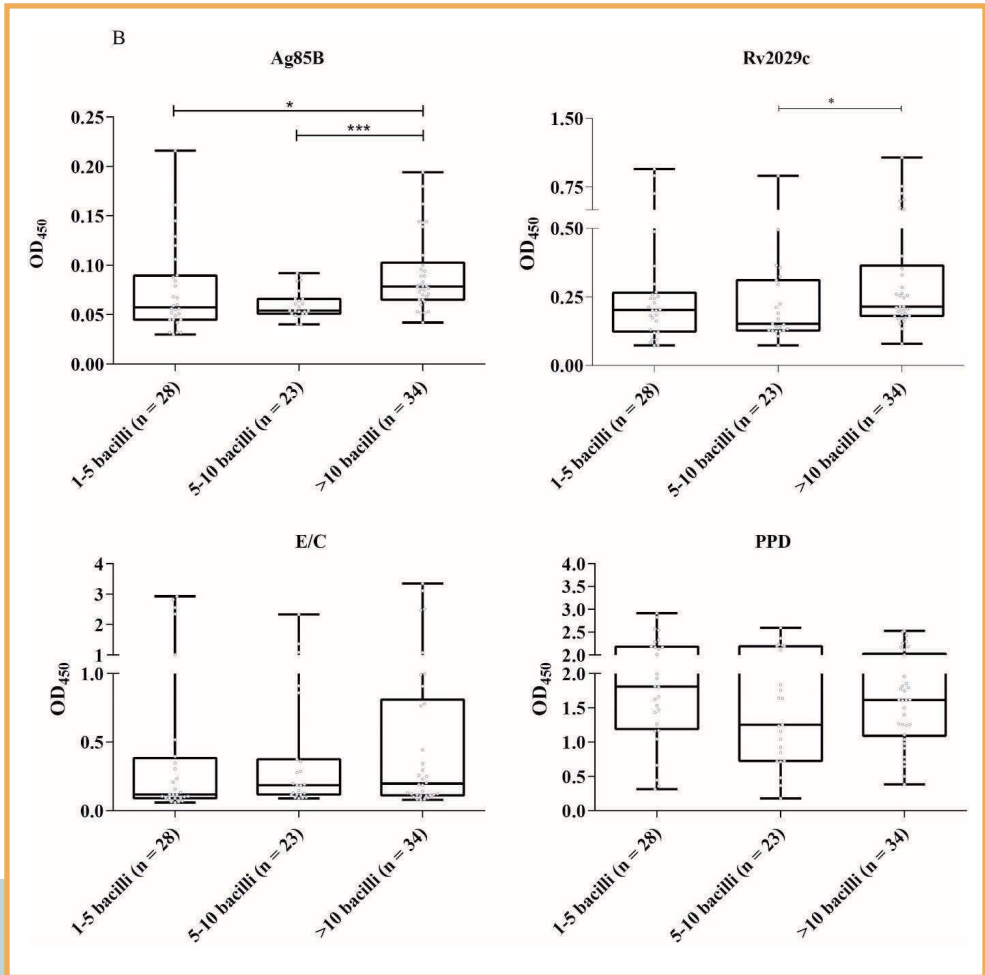 B
Ag85B
*
***
OD450
0.25
0.20
0.15
0.10
0.05
0.00
1-5 bacilli (n = 28)
5-10 bacilli (n = 23)
>10 bacilli (n = 34)
Rv2029c
*
OD450
1.50
0.75
0.50
0.25
0.00
1-5 bacilli (n = 28)
5-10 bacilli (n = 23)
>10 bacilli (n = 34)
E/C
OD450
4
3
2
1
1.0
0.5
0.0
1-5 bacilli (n = 28)
5-10 bacilli (n = 23)
>10 bacilli (n = 34)
PPD
OD450
4.0
3.5
3.0
2.5
2.0
2.0
1.5
1.0
0.5
0.0
1-5 bacilli (n = 28)
5-10 bacilli (n = 23)
>10 bacilli (n = 34)